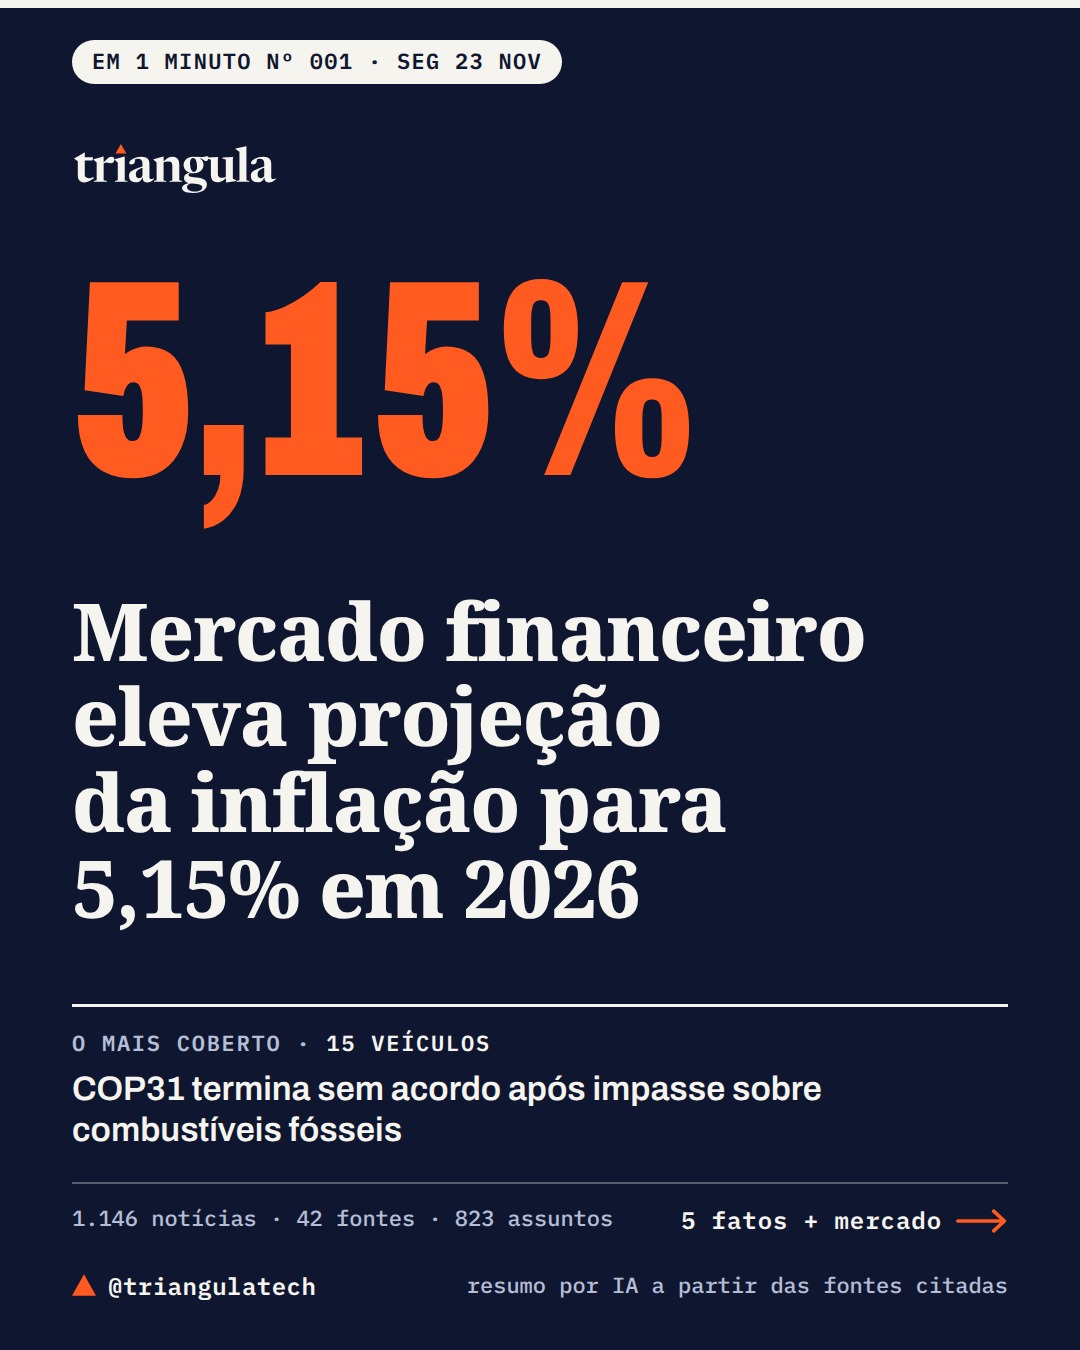 EM 1 MINUTO Nº 001 · SEG 23 NOV
triangula
5,15%
Mercado financeiro
eleva projeção
da inflação para
5,15% em 2026
O MAIS COBERTO · 15 VEÍCULOS
COP31 termina sem acordo após impasse sobre
combustíveis fósseis
1.146 notícias · 42 fontes · 823 assuntos
5 fatos + mercado →
@triangulatech
resumo por IA a partir das fontes citadas